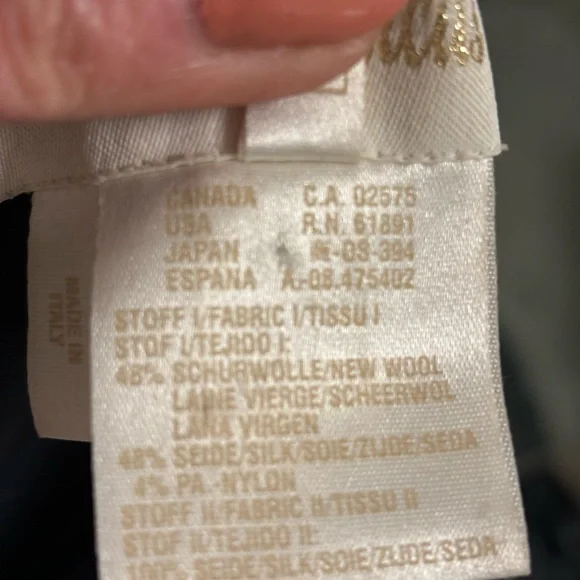 CANADA C.A. 02575
USA R.N. 61891
JAPAN -OS-394
ESPANA A.-08.475402
STOFF I/FABRIC I/TISSU I
STOF I/TEJIDO I:
48% SCHURWOLLE/NEW WOOL
LAINE VIERGE/SCHEERWOL
LANA VIRGEN
48% SEIDE/SILK/SOIE/ZIJDE/SEDA
4% PA.-NYLON
STOFF II/FABRIC II/TISSU II
STOF II/TEJIDO II:
100% SEIDE/SILK/SOIE/ZIJDE/SEDA
MADE IN
ITALY